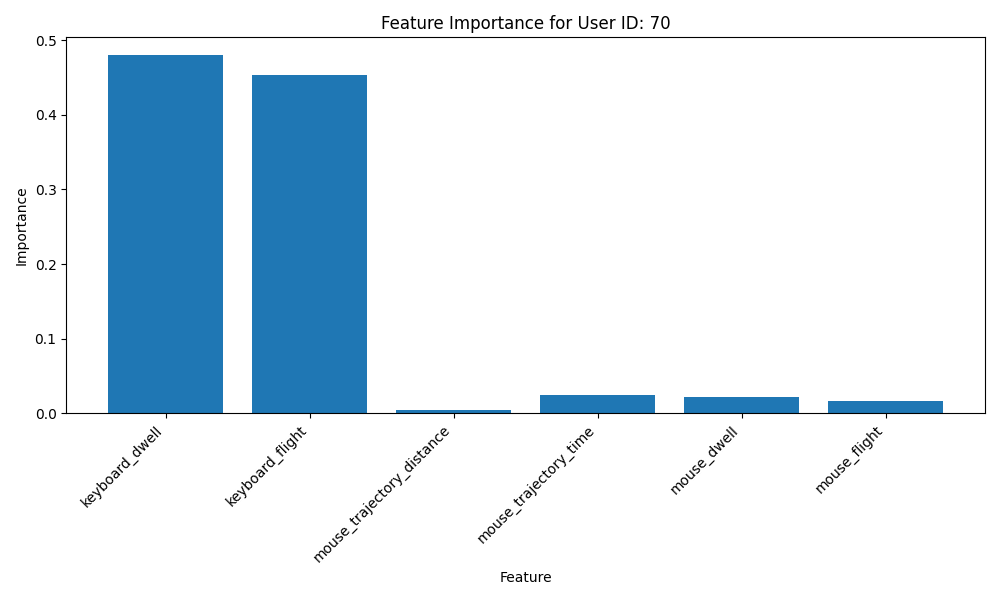 Feature Importance for User ID: 70
0.5
0.4
0.3
0.2
0.1
0.0
Importance
keyboard_dwell
keyboard_flight
mouse_trajectory_distance
mouse_trajectory_time
mouse_dwell
mouse_flight
Feature